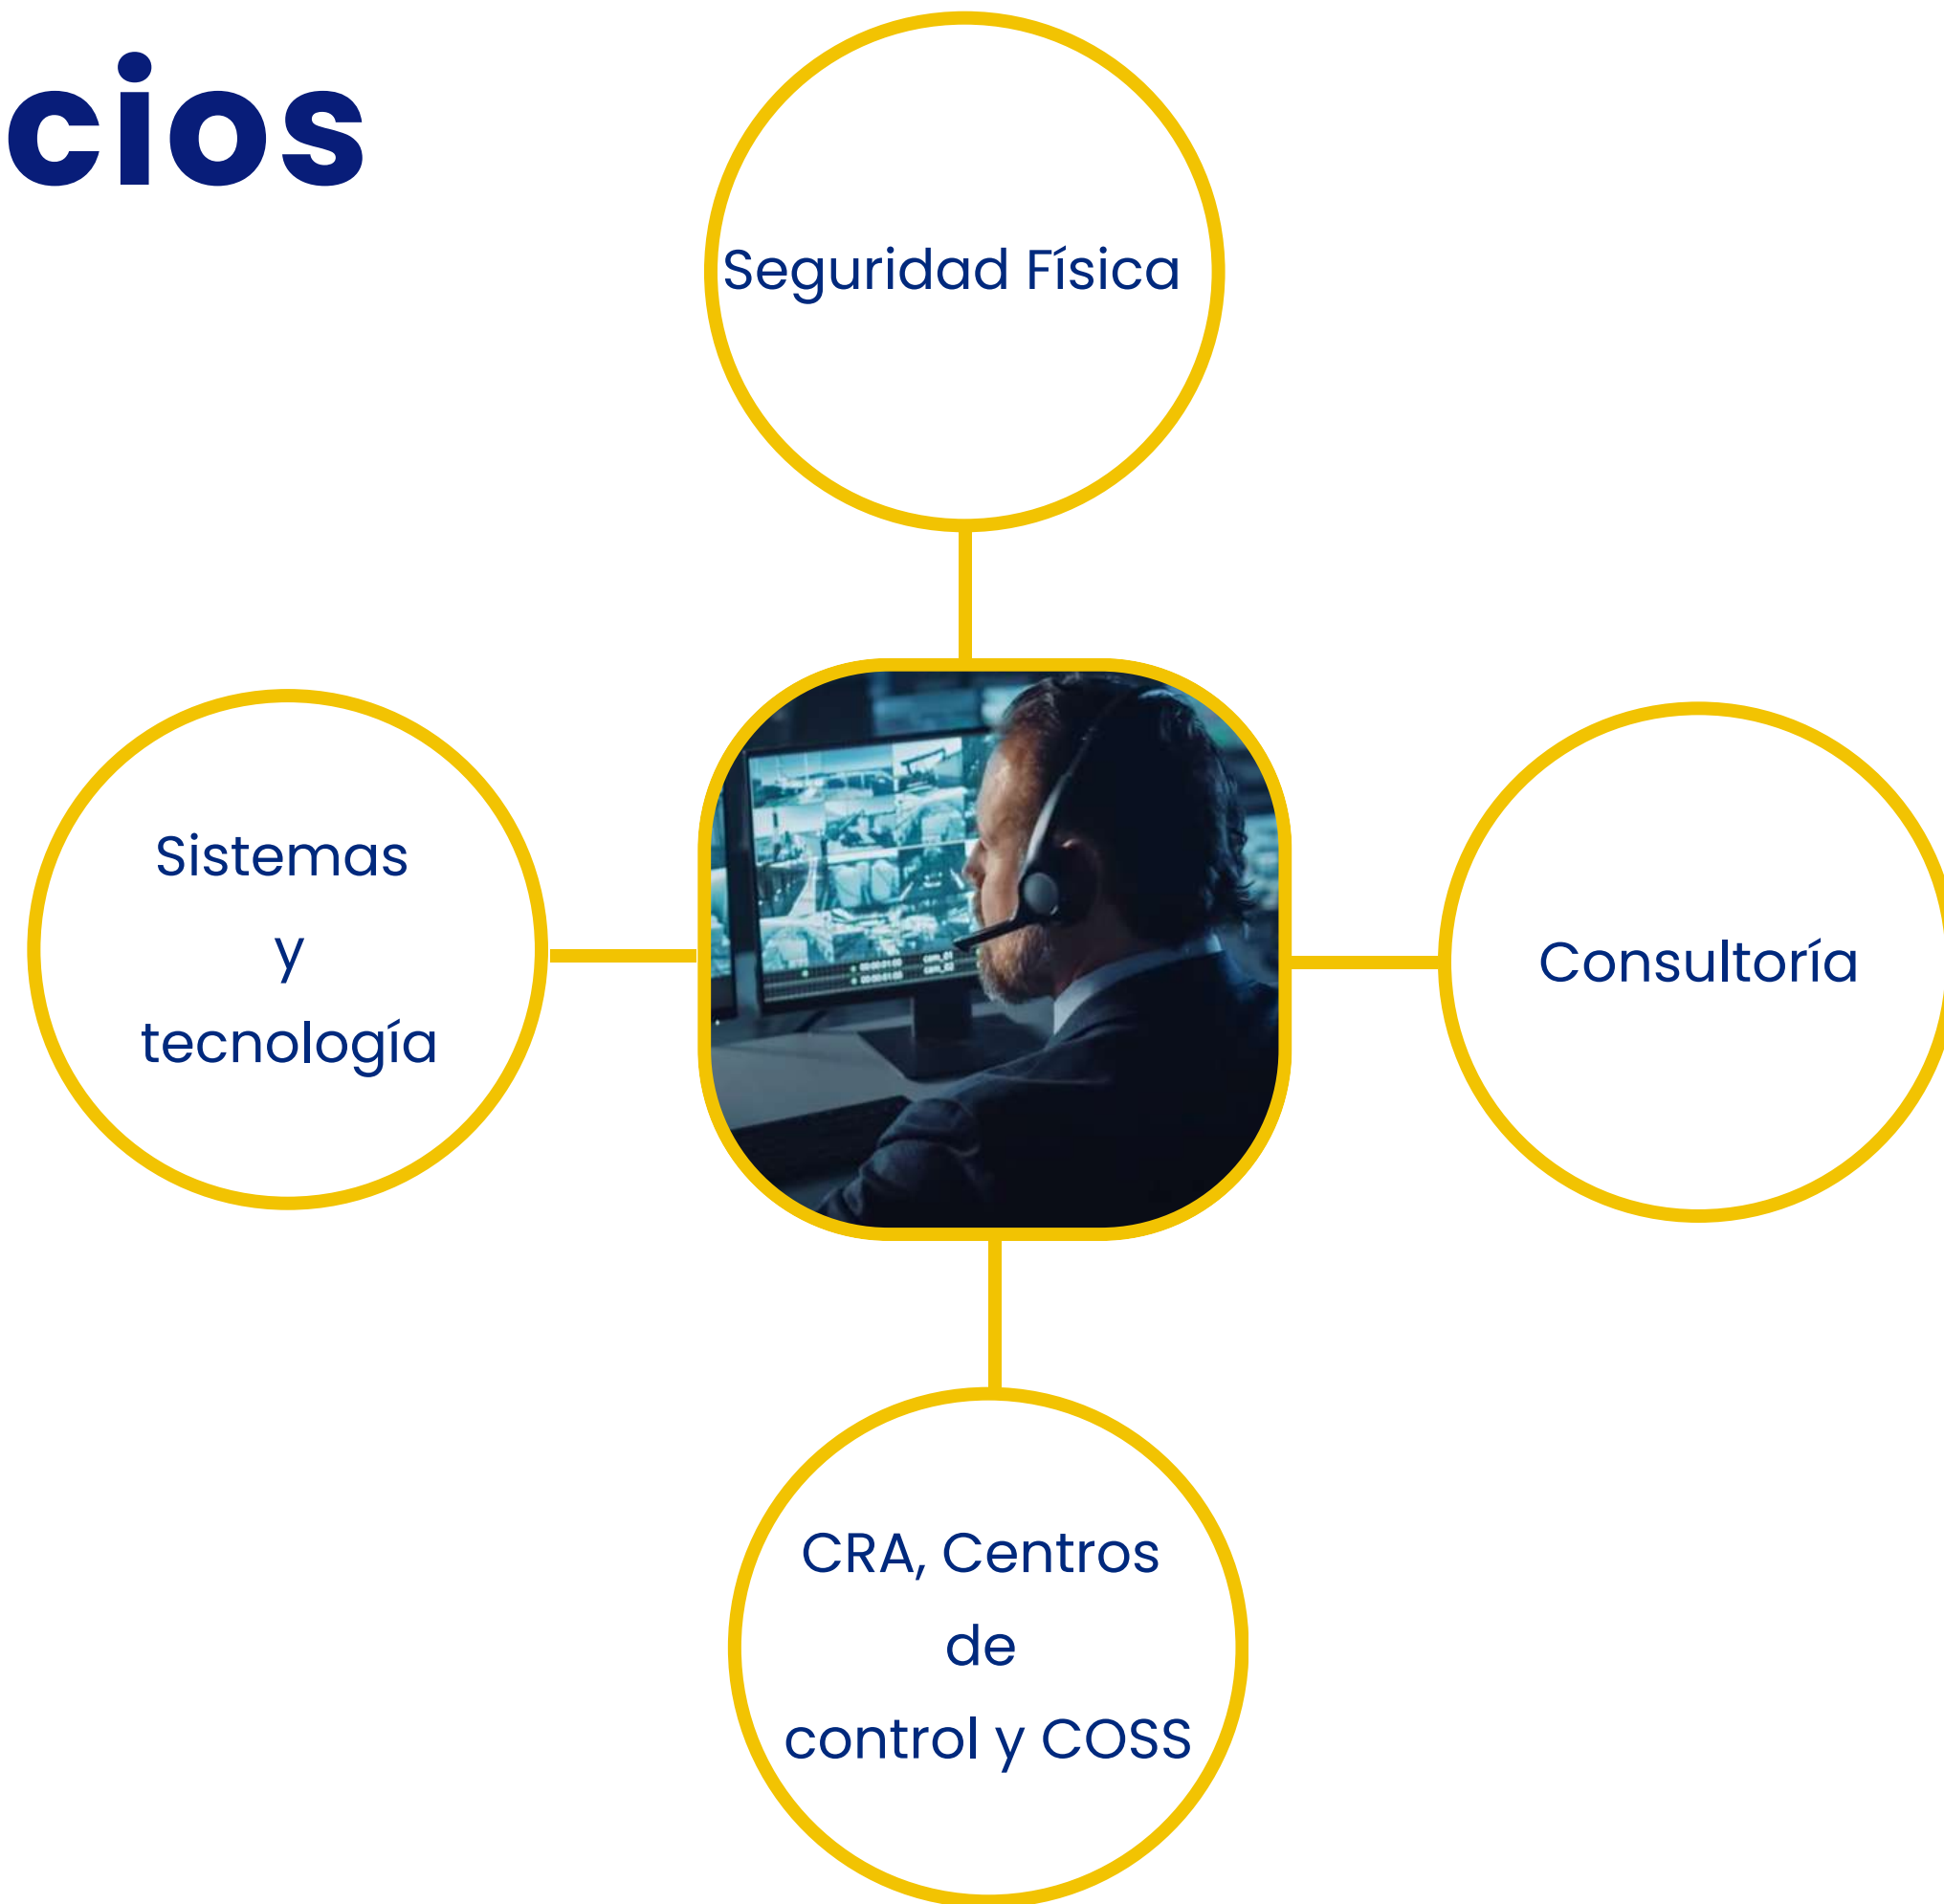 cios
Seguridad Física
Sistemas
y
tecnología
Consultoría
CRA, Centros
de
control y COSS